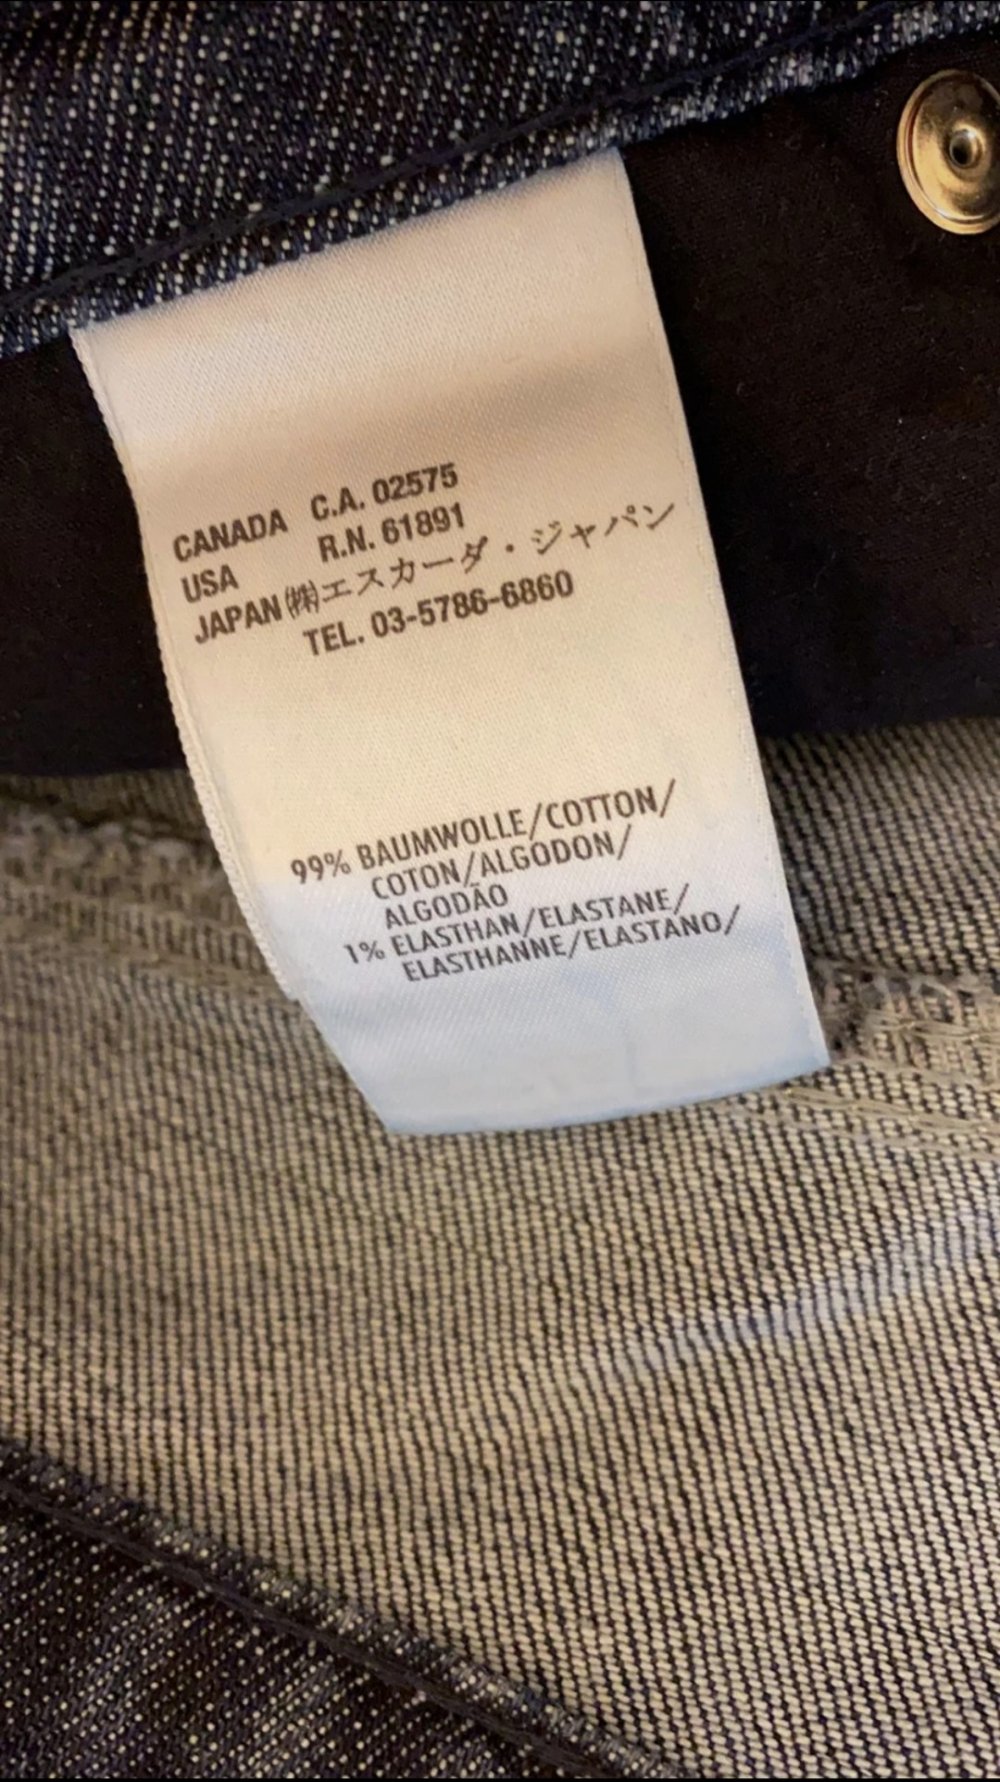 CANADA C.A. 02575
USA R.N. 61891
JAPAN ㈱エスカーダ・ジャパン
TEL. 03-5786-6860
99% BAUMWOLLE/COTTON/
COTON/ALGODON/
ALGODÃO
1% ELASTHAN/ELASTANE/
ELASTHANNE/ELASTANO/